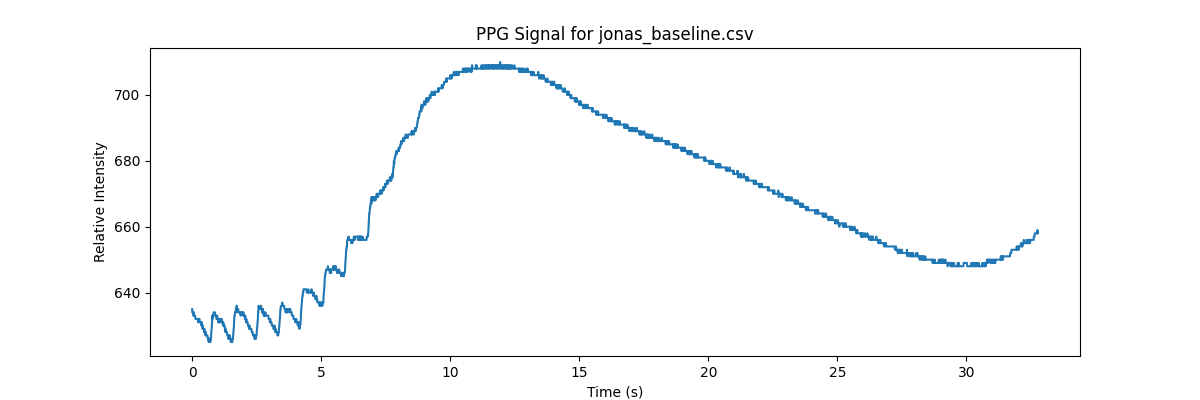 PPG Signal for jonas_baseline.csv
Relative Intensity
700
680
660
640
0 5 10 15 20 25 30
Time (s)